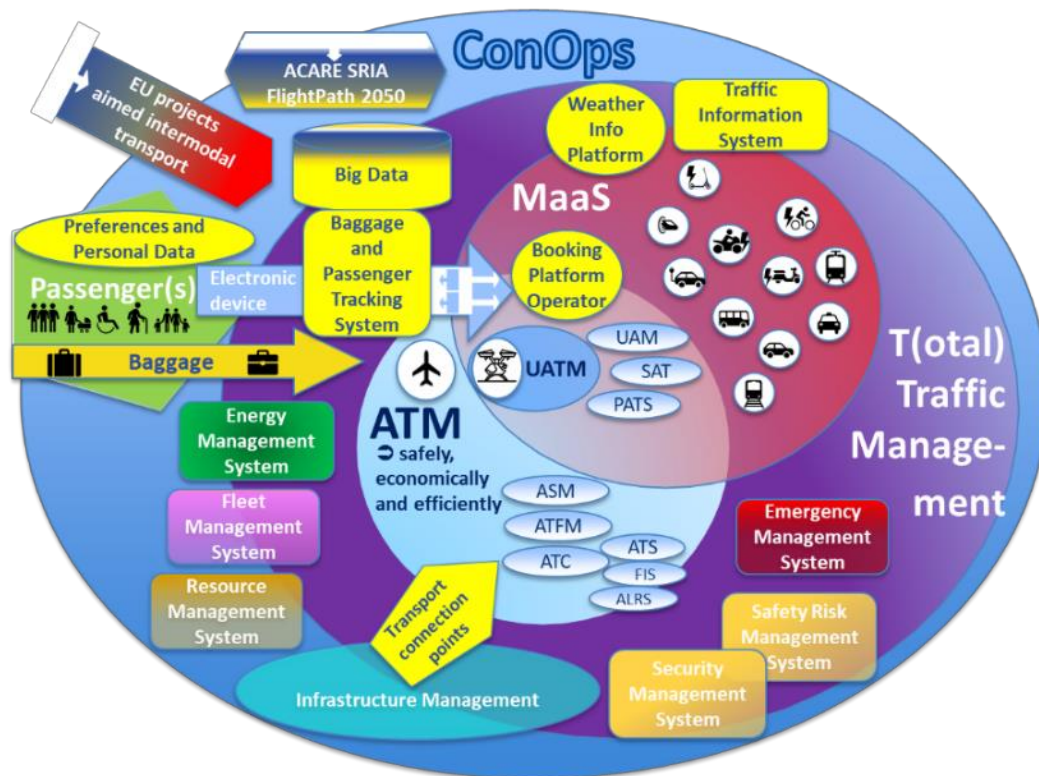 ConOps
ACARE SRIA
FlightPath 2050
EU projects
aimed intermodal
transport
Weather
Info
Platform
Traffic
Information
System
Big Data
MaaS
Preferences and
Personal Data
Passenger(s)
Electronic
device
Baggage
and
Passenger
Tracking
System
Booking
Platform
Operator
Baggage
UATM
UAM
SAT
PATS
T(otal)
Traffic
Manage-
ment
ATM
➲ safely,
economically
and efficiently
Energy
Management
System
Fleet
Management
System
Resource
Management
System
ASM
ATFM
ATC
ATS
FIS
ALRS
Emergency
Management
System
Safety Risk
Management
System
Security
Management
System
Transport
connection
points
Infrastructure Management